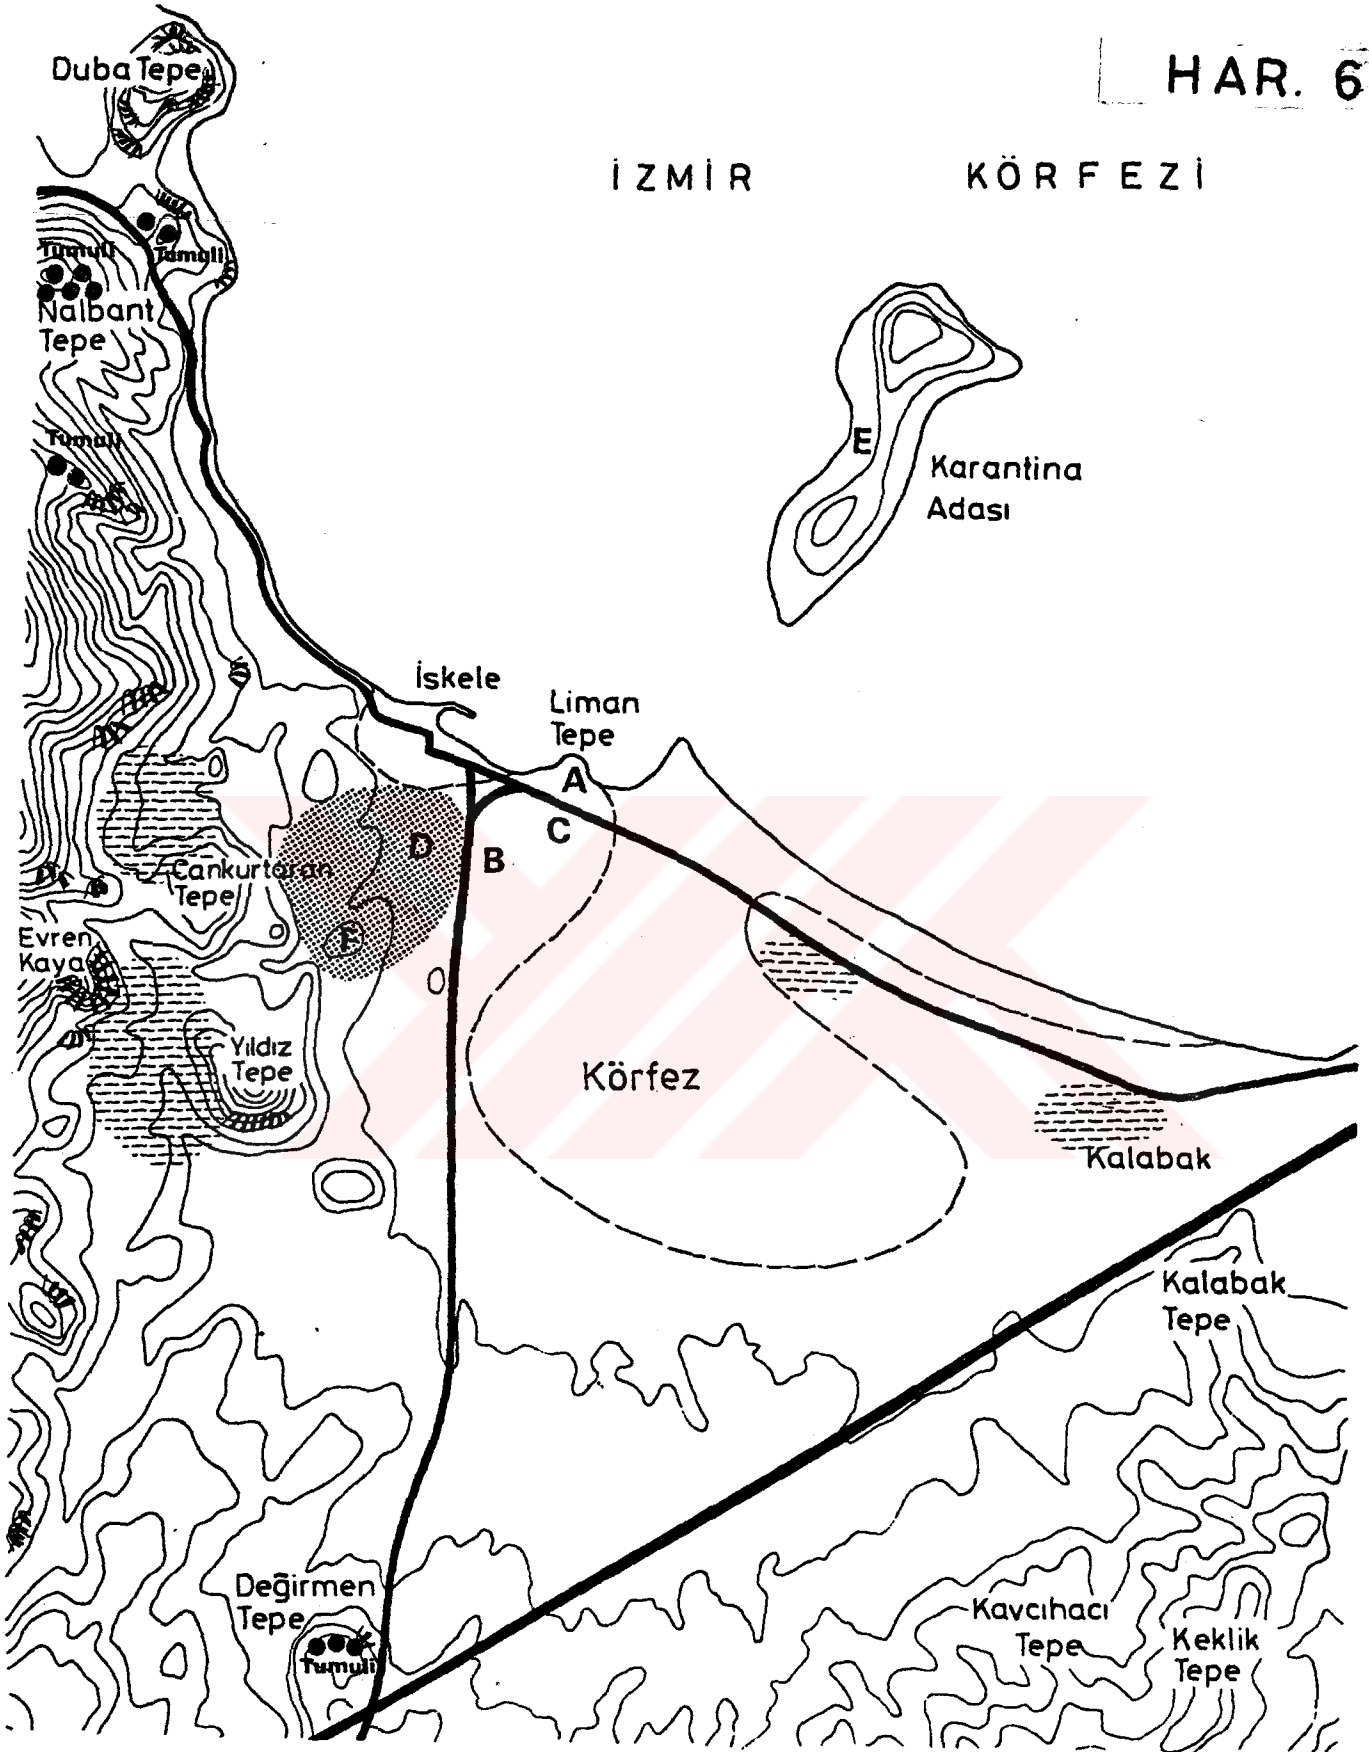 HAR. 6
Duba Tepe
İZMİR KÖRFEZİ
Tumuli
Tumuli
Nalbant
Tepe
Tumuli
E
Karantina
Adası
İskele
Liman
Tepe
A
C
D
B
Cankurtaran
Tepe
F
Evren
Kaya
Yıldız
Tepe
Körfez
Kalabak
Kalabak
Tepe
Değirmen
Tepe
Tumuli
Kavcıhacı
Tepe
Keklik
Tepe